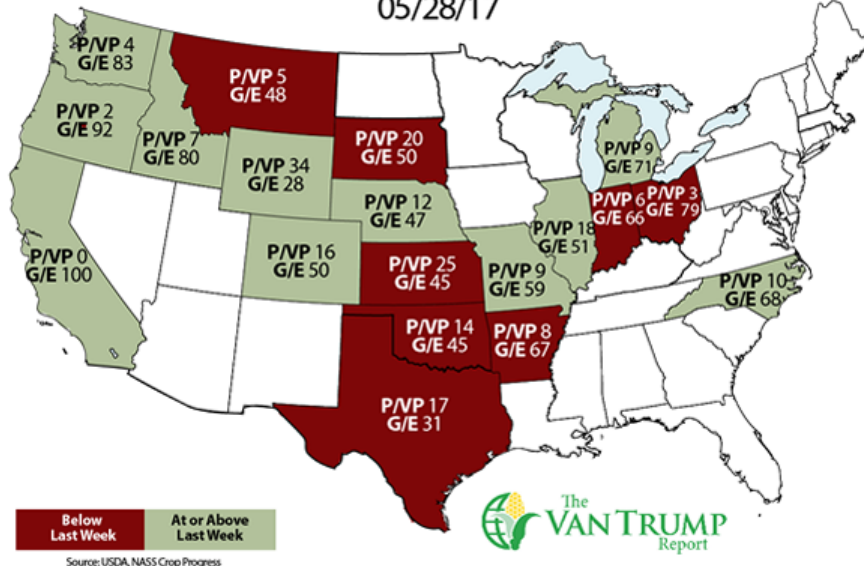 05/28/17
P/VP 4
G/E 83
P/VP 5
G/E 48
P/VP 2
G/E 92
P/VP 7
G/E 80
P/VP 20
G/E 50
P/VP 9
G/E 71
P/VP 34
G/E 28
P/VP 12
G/E 47
P/VP 6
G/E 66
P/VP 3
G/E 79
P/VP 18
G/E 51
P/VP 0
G/E 100
P/VP 16
G/E 50
P/VP 25
G/E 45
P/VP 9
G/E 59
P/VP 10
G/E 68
P/VP 14
G/E 45
P/VP 8
G/E 67
P/VP 17
G/E 31
Below
Last Week
At or Above
Last Week
Source: USDA, NASS Crop Progress
The
VAN TRUMP
Report